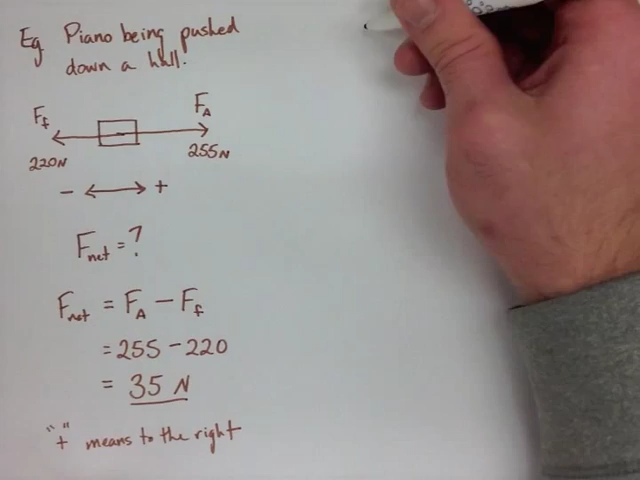 Eg Piano being pushed
down a hall.
Ff FA
220N 255N
- +
Fnet = ?
Fnet = FA - Ff
= 255 - 220
= 35 N
"+" means to the right